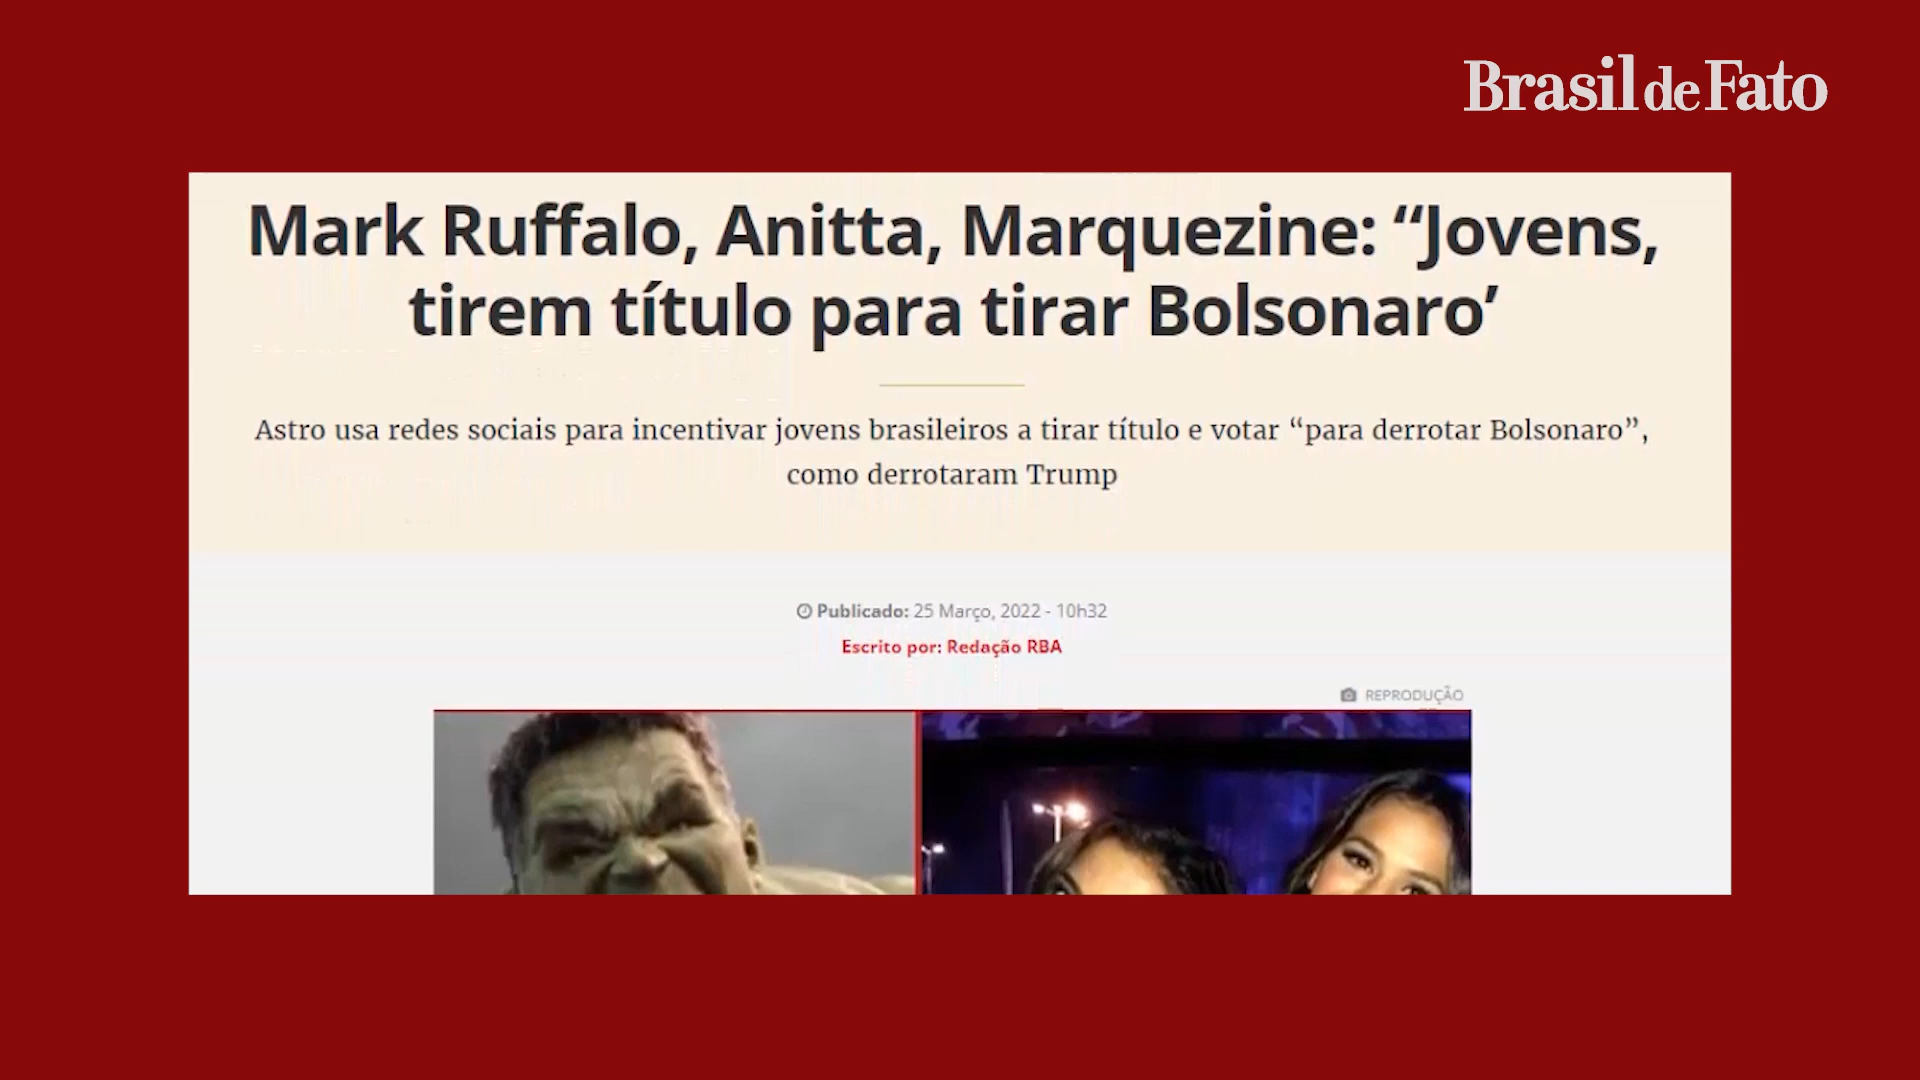 Brasil de Fato
Mark Ruffalo, Anitta, Marquezine: “Jovens,
tirem título para tirar Bolsonaro’
Astro usa redes sociais para incentivar jovens brasileiros a tirar título e votar “para derrotar Bolsonaro”,
como derrotaram Trump
Publicado: 25 Março, 2022 - 10h32
Escrito por: Redação RBA
REPRODUÇÃO